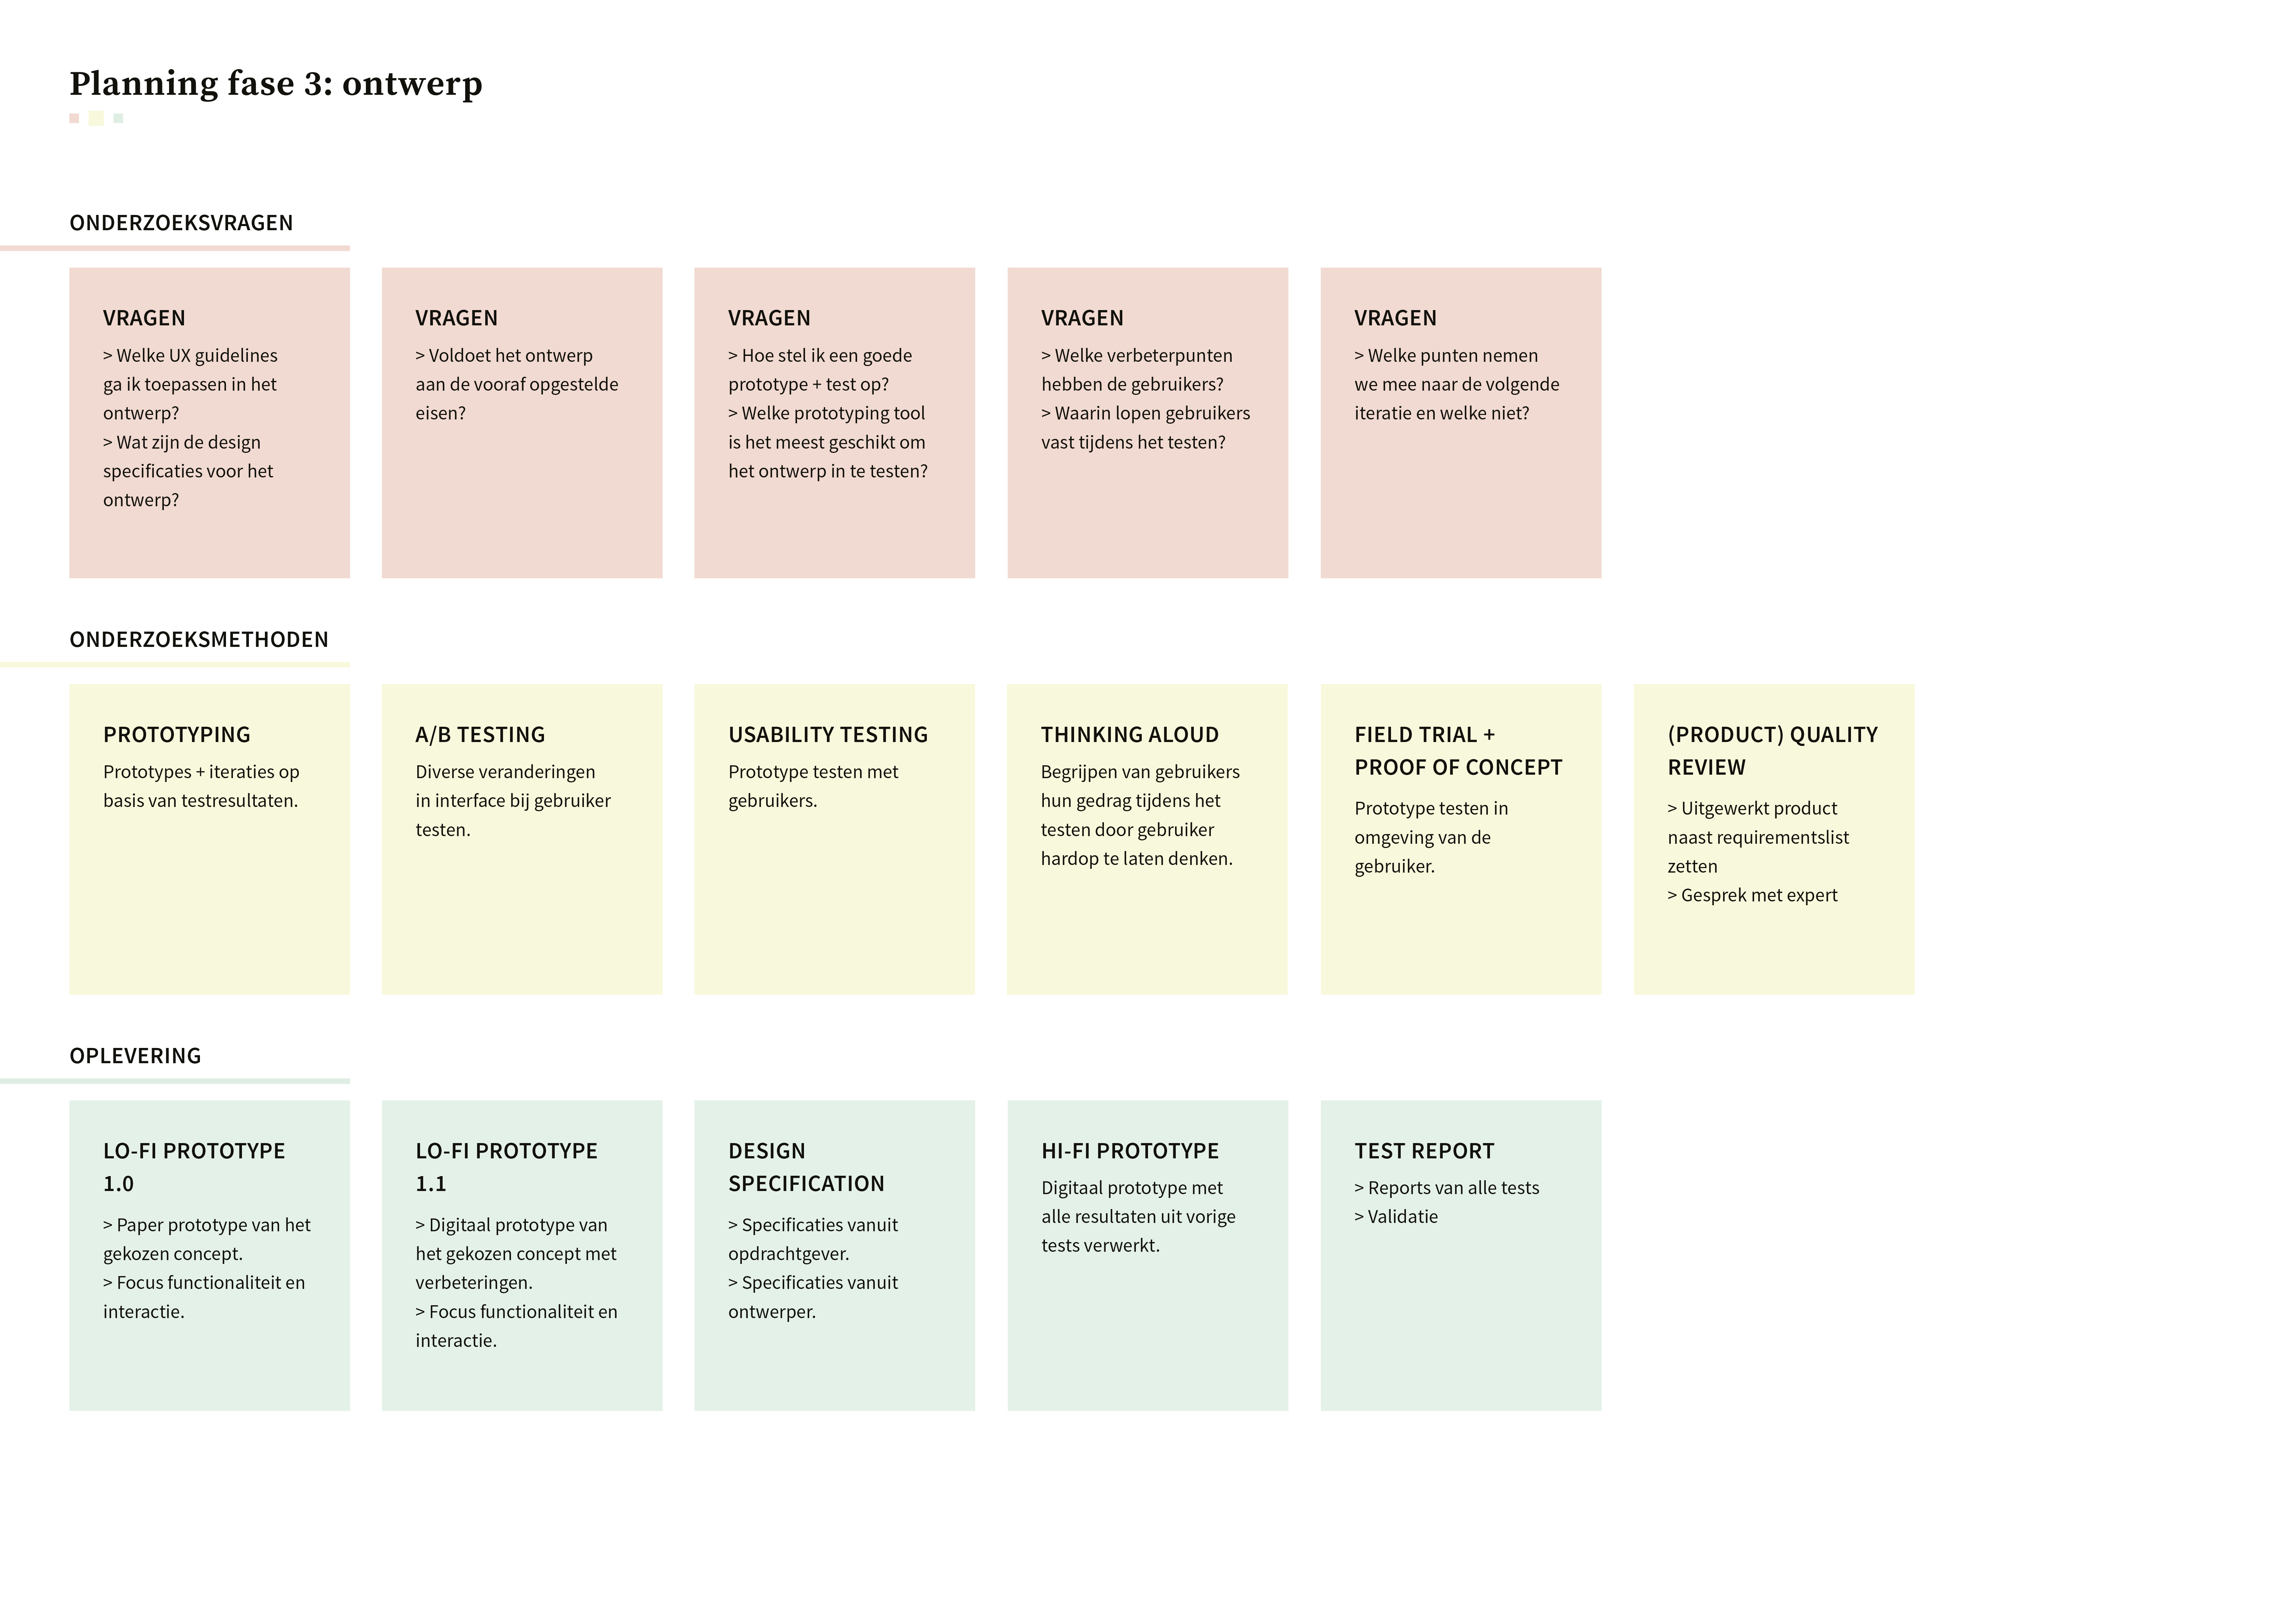 Planning fase 3: ontwerp
ONDERZOEKSVRAGEN
VRAGEN
> Welke UX guidelines
ga ik toepassen in het
ontwerp?
> Wat zijn de design
specificaties voor het
ontwerp?
VRAGEN
> Voldoet het ontwerp
aan de vooraf opgestelde
eisen?
VRAGEN
> Hoe stel ik een goede
prototype + test op?
> Welke prototyping tool
is het meest geschikt om
het ontwerp in te testen?
VRAGEN
> Welke verbeterpunten
hebben de gebruikers?
> Waarin lopen gebruikers
vast tijdens het testen?
VRAGEN
> Welke punten nemen
we mee naar de volgende
iteratie en welke niet?
ONDERZOEKSMETHODEN
PROTOTYPING
Prototypes + iteraties op
basis van testresultaten.
A/B TESTING
Diverse veranderingen
in interface bij gebruiker
testen.
USABILITY TESTING
Prototype testen met
gebruikers.
THINKING ALOUD
Begrijpen van gebruikers
hun gedrag tijdens het
testen door gebruiker
hardop te laten denken.
FIELD TRIAL +
PROOF OF CONCEPT
Prototype testen in
omgeving van de
gebruiker.
(PRODUCT) QUALITY
REVIEW
> Uitgewerkt product
naast requirementslist
zetten
> Gesprek met expert
OPLEVERING
LO-FI PROTOTYPE
1.0
> Paper prototype van het
gekozen concept.
> Focus functionaliteit en
interactie.
LO-FI PROTOTYPE
1.1
> Digitaal prototype van
het gekozen concept met
verbeteringen.
> Focus functionaliteit en
interactie.
DESIGN
SPECIFICATION
> Specificaties vanuit
opdrachtgever.
> Specificaties vanuit
ontwerper.
HI-FI PROTOTYPE
Digitaal prototype met
alle resultaten uit vorige
tests verwerkt.
TEST REPORT
> Reports van alle tests
> Validatie